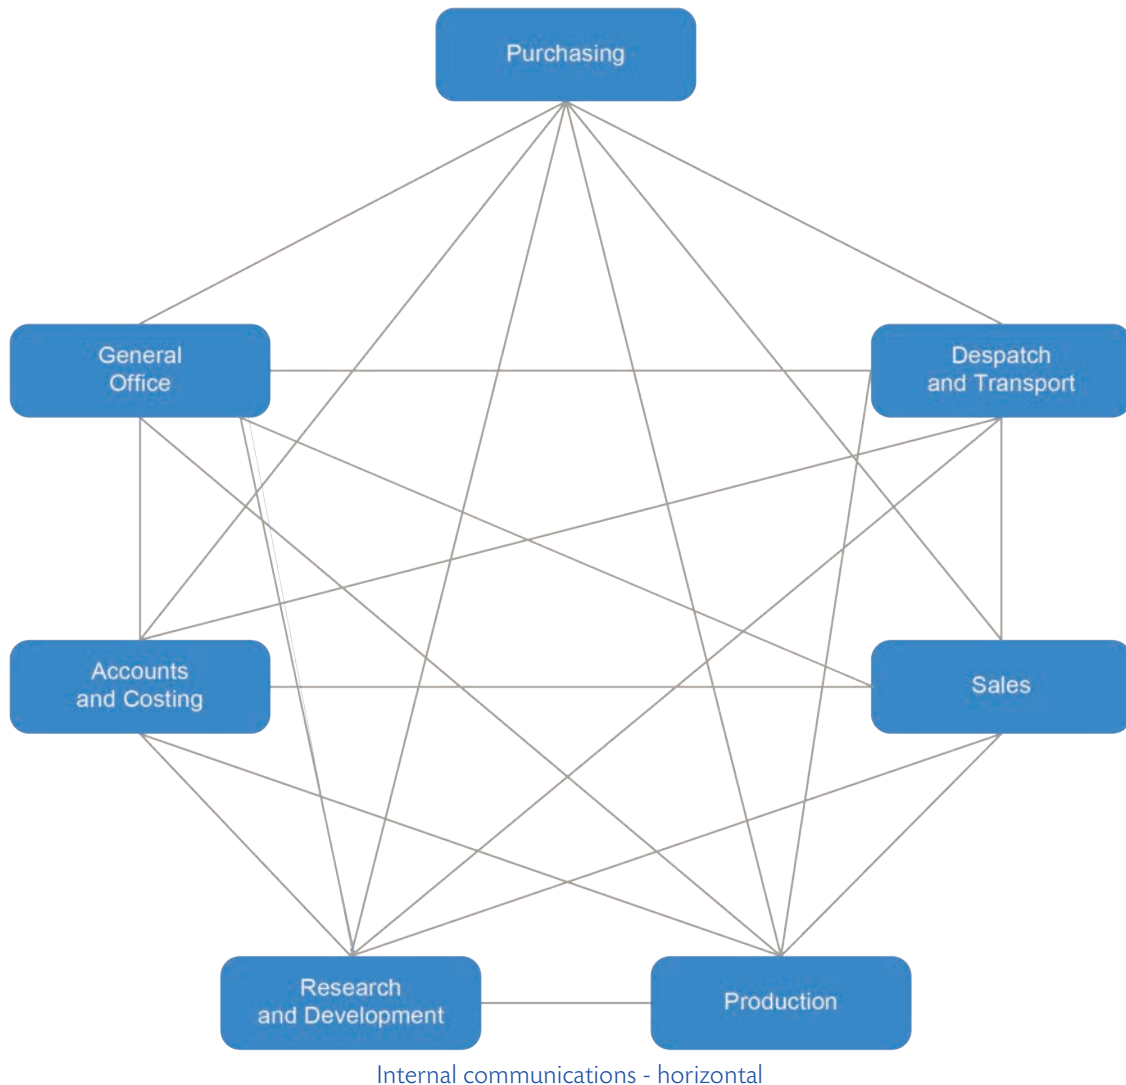 Purchasing
General
Office
Despatch
and Transport
Accounts
and Costing
Sales
Research
and Development
Production
Internal communications - horizontal